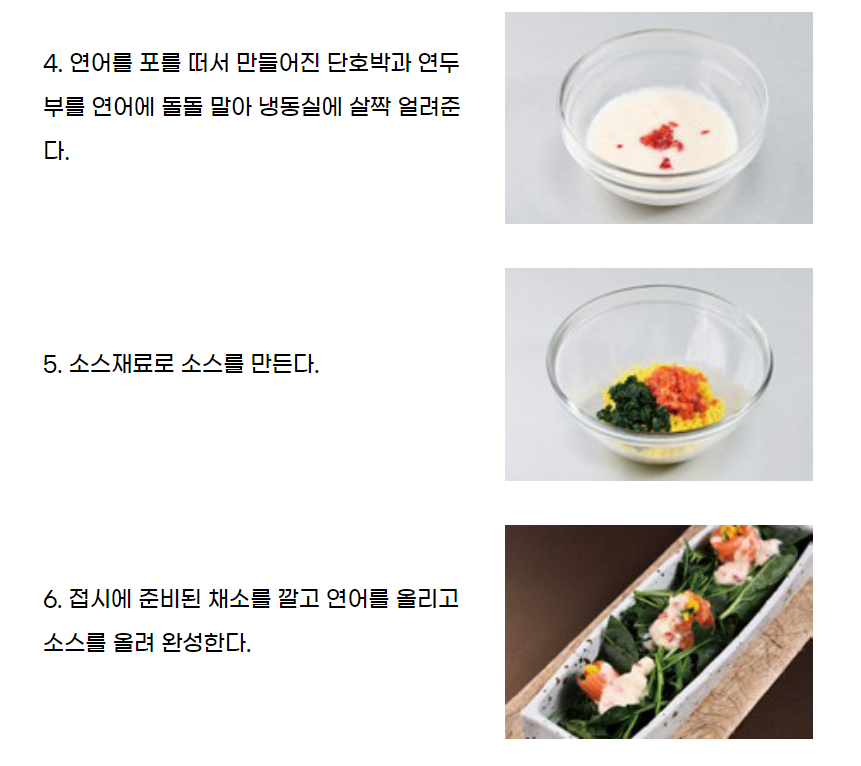 4. 연어를 포를 떠서 만들어진 단호박과 연두
부를 연어에 돌돌 말아 냉동실에 살짝 얼려준
다.
5. 소스재료로 소스를 만든다.
6. 접시에 준비된 채소를 깔고 연어를 올리고
소스를 올려 완성한다.